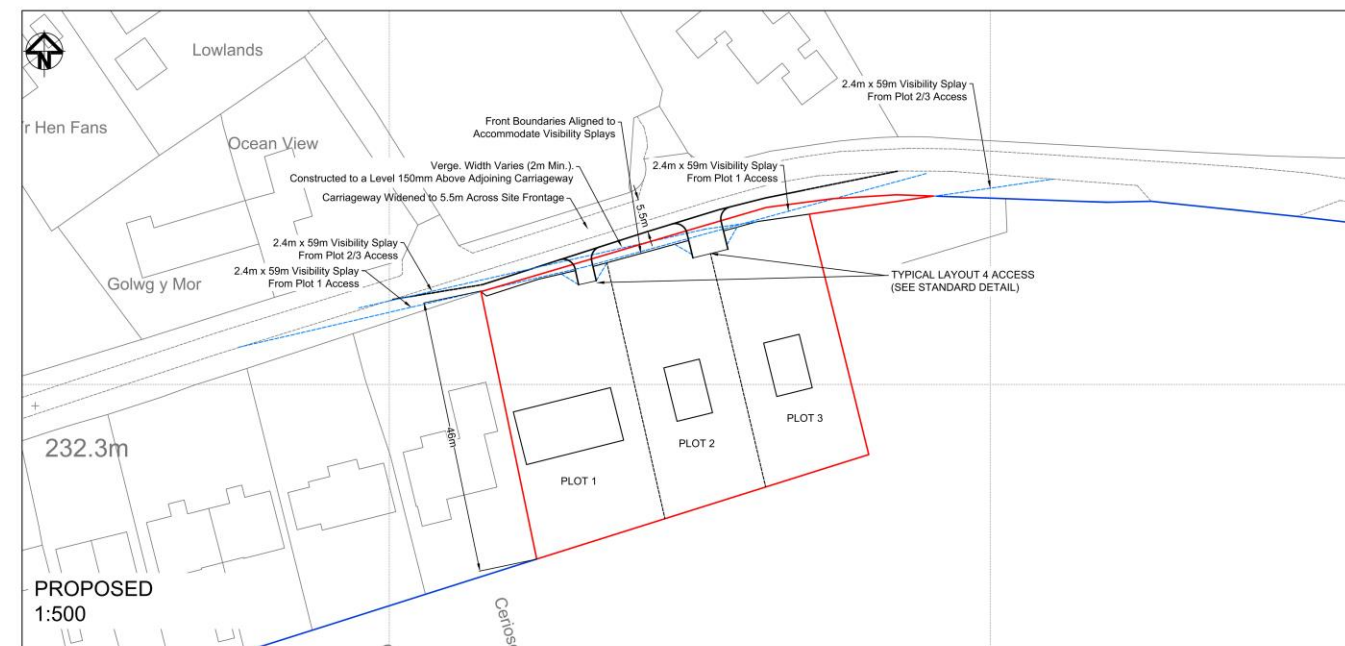 N
Lowlands
'r Hen Fans
Ocean View
Golwg y Mor
2.4m x 59m Visibility Splay
From Plot 2/3 Access
Front Boundaries Aligned to
Accommodate Visibility Splays
Verge. Width Varies (2m Min.).
Constructed to a Level 150mm Above Adjoining Carriageway
2.4m x 59m Visibility Splay
From Plot 1 Access
Carriageway Widened to 5.5m Across Site Frontage
5.5m
2.4m x 59m Visibility Splay
From Plot 2/3 Access
2.4m x 59m Visibility Splay
From Plot 1 Access
TYPICAL LAYOUT 4 ACCESS
(SEE STANDARD DETAIL)
46m
232.3m
PLOT 1
PLOT 2
PLOT 3
PROPOSED
1:500